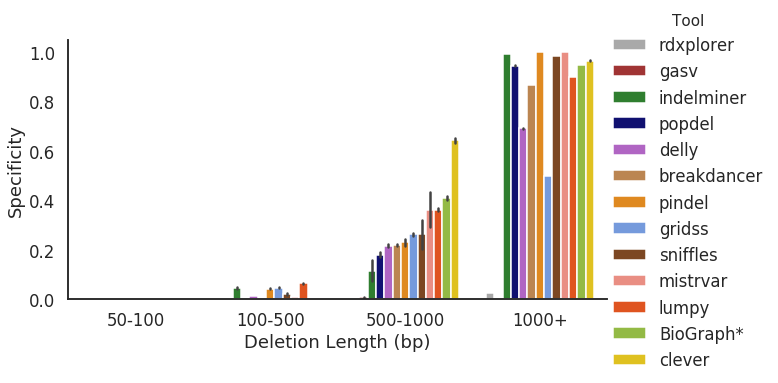 Tool
rdxplorer
gasv
indelminer
popdel
delly
breakdancer
pindel
gridss
sniffles
mistrvar
lumpy
BioGraph*
clever
Specificity
1.0
0.8
0.6
0.4
0.2
0.0
50-100 100-500 500-1000 1000+
Deletion Length (bp)